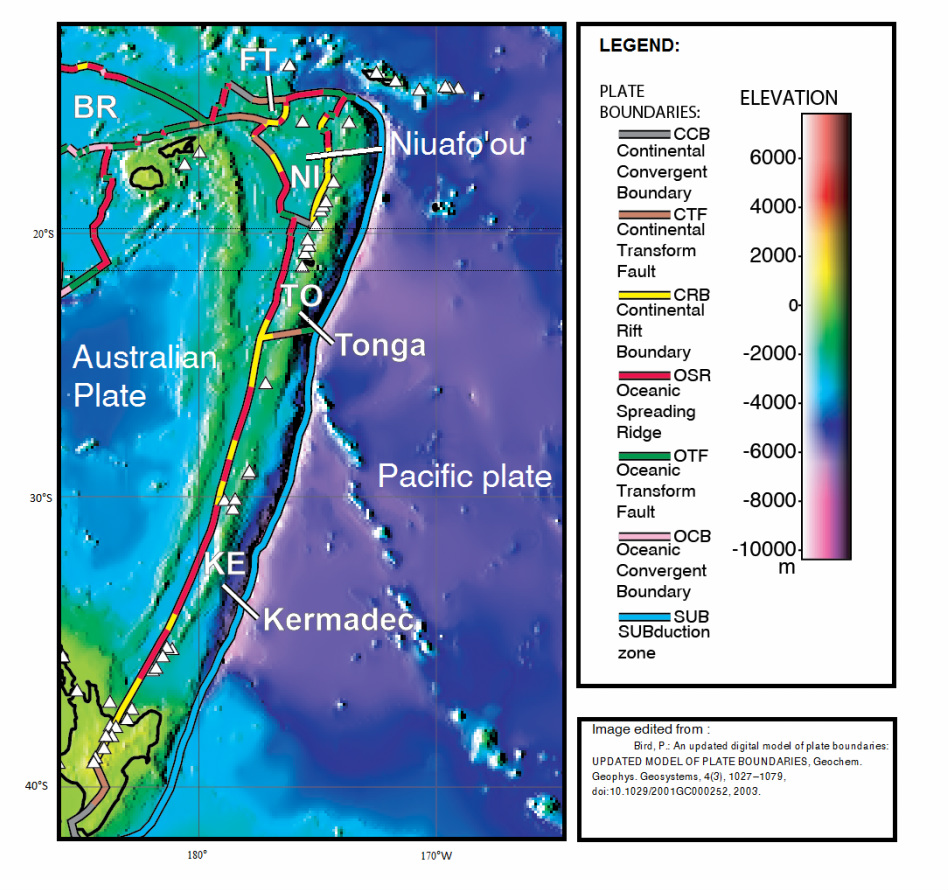 FT
BR
Niuafo'ou
NI
20°S
TO
Tonga
Australian
Plate
Pacific plate
30°S
KE
Kermadec
40°S
180°
170°W
LEGEND:
PLATE
BOUNDARIES:
CCB
Continental
Convergent
Boundary
CTF
Continental
Transform
Fault
CRB
Continental
Rift
Boundary
OSR
Oceanic
Spreading
Ridge
OTF
Oceanic
Transform
Fault
OCB
Oceanic
Convergent
Boundary
SUB
SUBduction
zone
ELEVATION
6000
4000
2000
0
-2000
-4000
-6000
-8000
-10000
m
Image edited from :
Bird, P.: An updated digital model of plate boundaries:
UPDATED MODEL OF PLATE BOUNDARIES, Geochem.
Geophys. Geosystems, 4(3), 1027–1079,
doi:10.1029/2001GC000252, 2003.